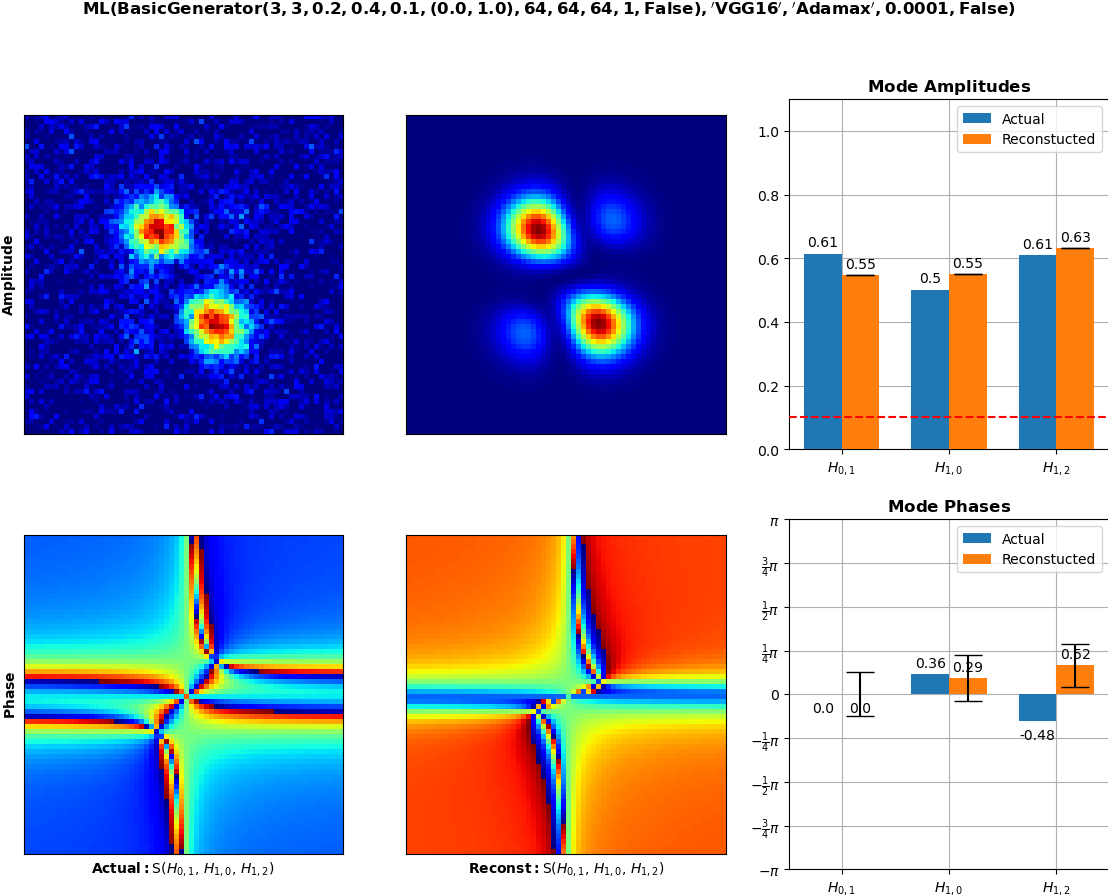 ML(BasicGenerator(3, 3, 0.2, 0.4, 0.1, (0.0, 1.0), 64, 64, 64, 1, False), ′VGG16′, ′Adamax′, 0.0001, False)
Amplitude
Mode Amplitudes
Actual
Reconstucted
1.0
0.8
0.6
0.4
0.2
0.0
0.61
0.55
0.5
0.55
0.61
0.63
H0, 1
H1, 0
H1, 2
Phase
Actual: S(H0, 1, H1, 0, H1, 2)
Reconst: S(H0, 1, H1, 0, H1, 2)
Mode Phases
Actual
Reconstucted
π
3/4π
1/2π
1/4π
0
−1/4π
−1/2π
−3/4π
−π
0.0
0.0
0.36
0.29
-0.48
0.52
H0, 1
H1, 0
H1, 2